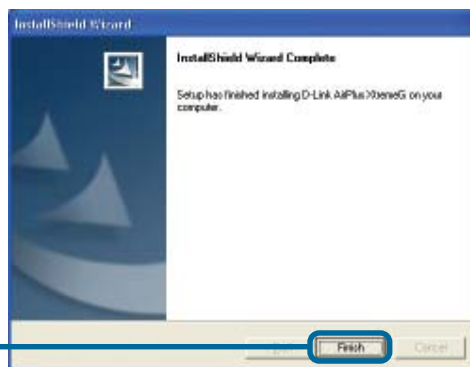 InstallShield Wizard
InstallShield Wizard Complete
Setup has finished installing D-Link AirPlus XtremeG on your
computer.
Finish
Cancel